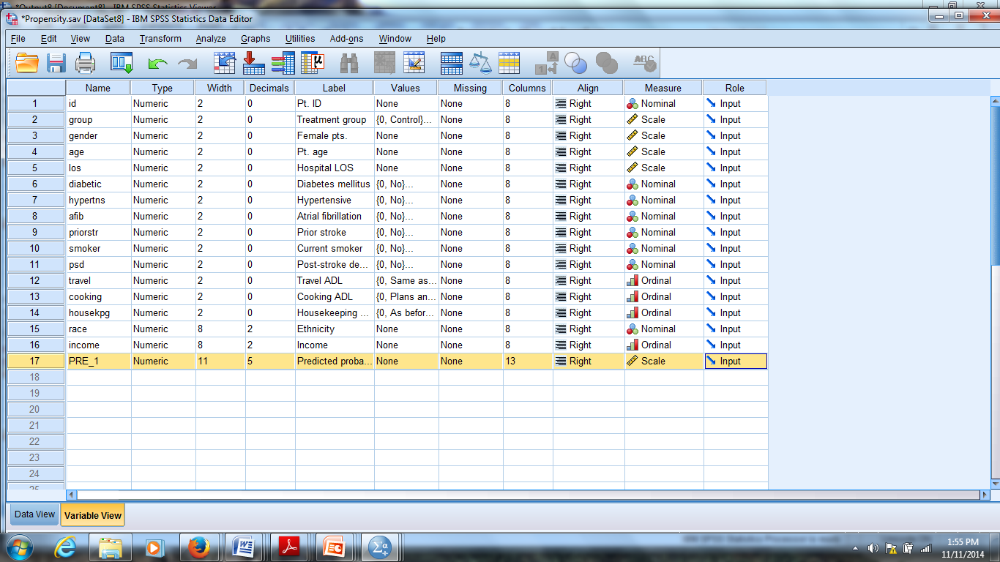 *Output8 [Document8] - IBM SPSS Statistics Viewer
*Propensity.sav [DataSet8] - IBM SPSS Statistics Data Editor
File Edit View Data Transform Analyze Graphs Utilities Add-ons Window Help
Name Type Width Decimals Label Values Missing Columns Align Measure Role
1 id Numeric 2 0 Pt. ID None None 8 Right Nominal Input
2 group Numeric 2 0 Treatment group {0, Control}... None 8 Right Scale Input
3 gender Numeric 2 0 Female pts. None None 8 Right Scale Input
4 age Numeric 2 0 Pt. age None None 8 Right Scale Input
5 los Numeric 2 0 Hospital LOS None None 8 Right Scale Input
6 diabetic Numeric 2 0 Diabetes mellitus {0, No}... None 8 Right Nominal Input
7 hypertns Numeric 2 0 Hypertensive {0, No}... None 8 Right Nominal Input
8 afib Numeric 2 0 Atrial fibrillation {0, No}... None 8 Right Nominal Input
9 priorstr Numeric 2 0 Prior stroke {0, No}... None 8 Right Nominal Input
10 smoker Numeric 2 0 Current smoker {0, No}... None 8 Right Nominal Input
11 psd Numeric 2 0 Post-stroke de... {0, No}... None 8 Right Nominal Input
12 travel Numeric 2 0 Travel ADL {0, Same as... None 8 Right Ordinal Input
13 cooking Numeric 2 0 Cooking ADL {0, Plans an... None 8 Right Ordinal Input
14 housekpg Numeric 2 0 Housekeeping ... {0, As befor... None 8 Right Ordinal Input
15 race Numeric 8 2 Ethnicity None None 8 Right Nominal Input
16 income Numeric 8 2 Income None None 8 Right Ordinal Input
17 PRE_1 Numeric 11 5 Predicted proba... None None 13 Right Scale Input
18
19
20
21
22
23
24
25
Data View Variable View
1:55 PM
11/11/2014